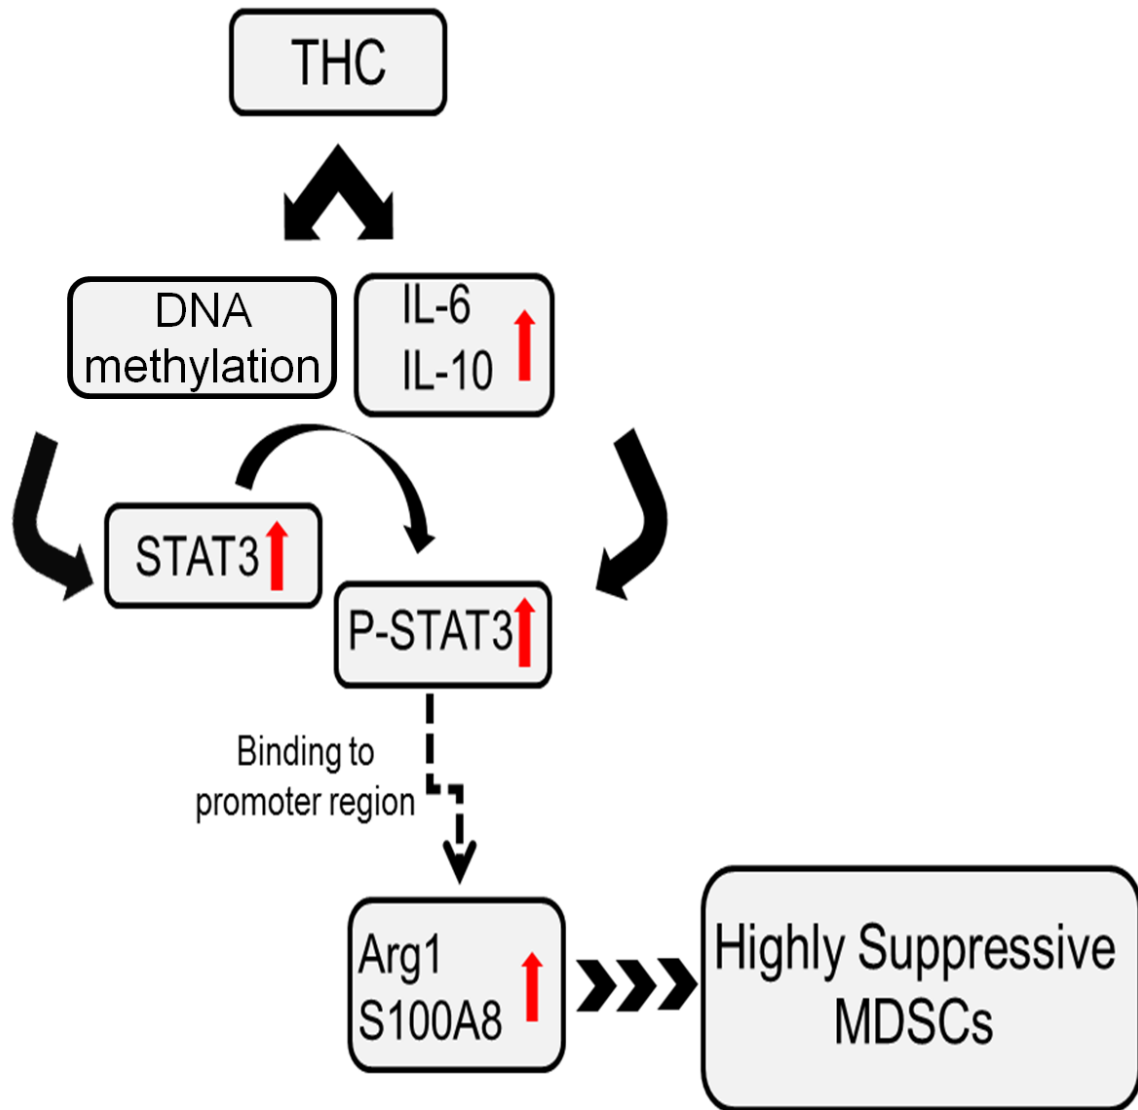 THC
DNA
methylation
IL-6
IL-10
STAT3
P-STAT3
Binding to
promoter region
Arg1
S100A8
Highly Suppressive
MDSCs